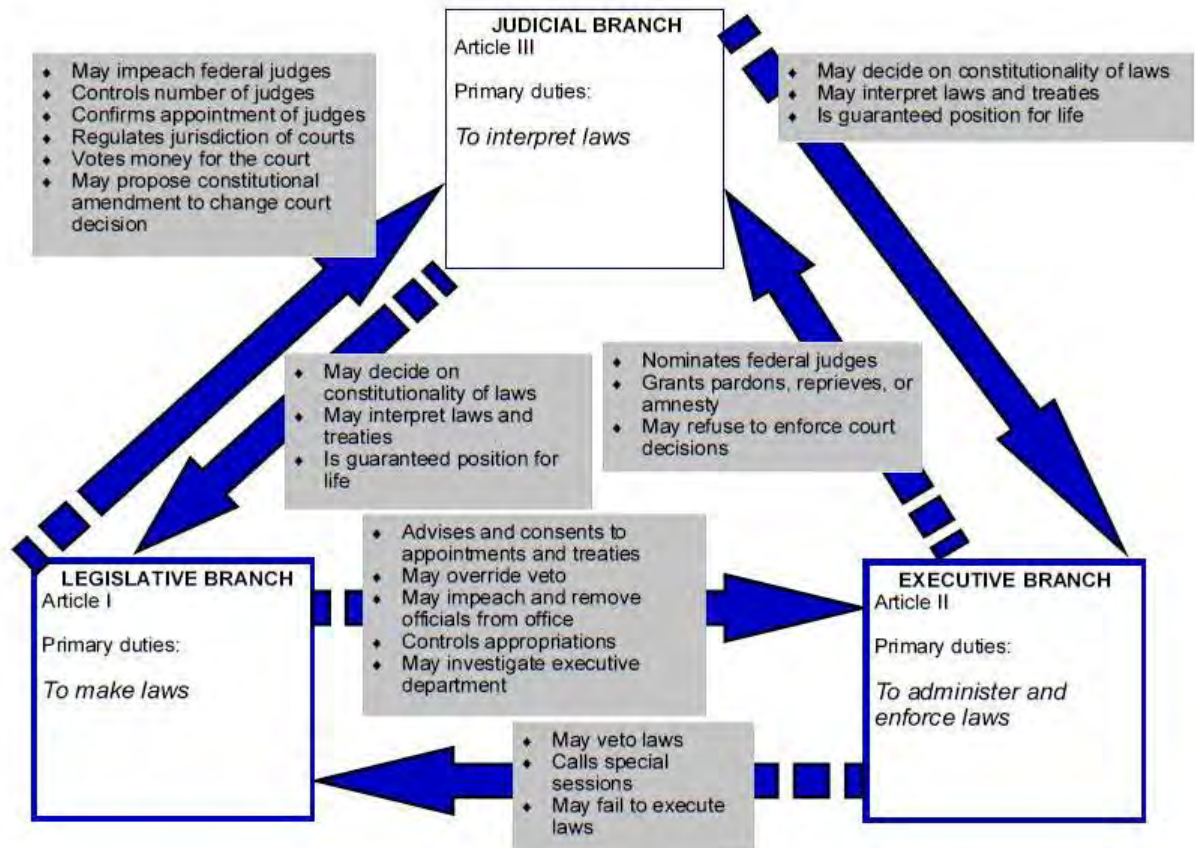 JUDICIAL BRANCH
Article III
Primary duties:
To interpret laws
♦ May impeach federal judges
♦ Controls number of judges
♦ Confirms appointment of judges
♦ Regulates jurisdiction of courts
♦ Votes money for the court
♦ May propose constitutional
amendment to change court
decision
♦ May decide on constitutionality of laws
♦ May interpret laws and treaties
♦ Is guaranteed position for life
♦ May decide on
constitutionality of laws
♦ May interpret laws and
treaties
♦ Is guaranteed position for
life
♦ Nominates federal judges
♦ Grants pardons, reprieves, or
amnesty
♦ May refuse to enforce court
decisions
LEGISLATIVE BRANCH
Article I
Primary duties:
To make laws
♦ Advises and consents to
appointments and treaties
♦ May override veto
♦ May impeach and remove
officials from office
♦ Controls appropriations
♦ May investigate executive
department
EXECUTIVE BRANCH
Article II
Primary duties:
To administer and
enforce laws
♦ May veto laws
♦ Calls special
sessions
♦ May fail to execute
laws